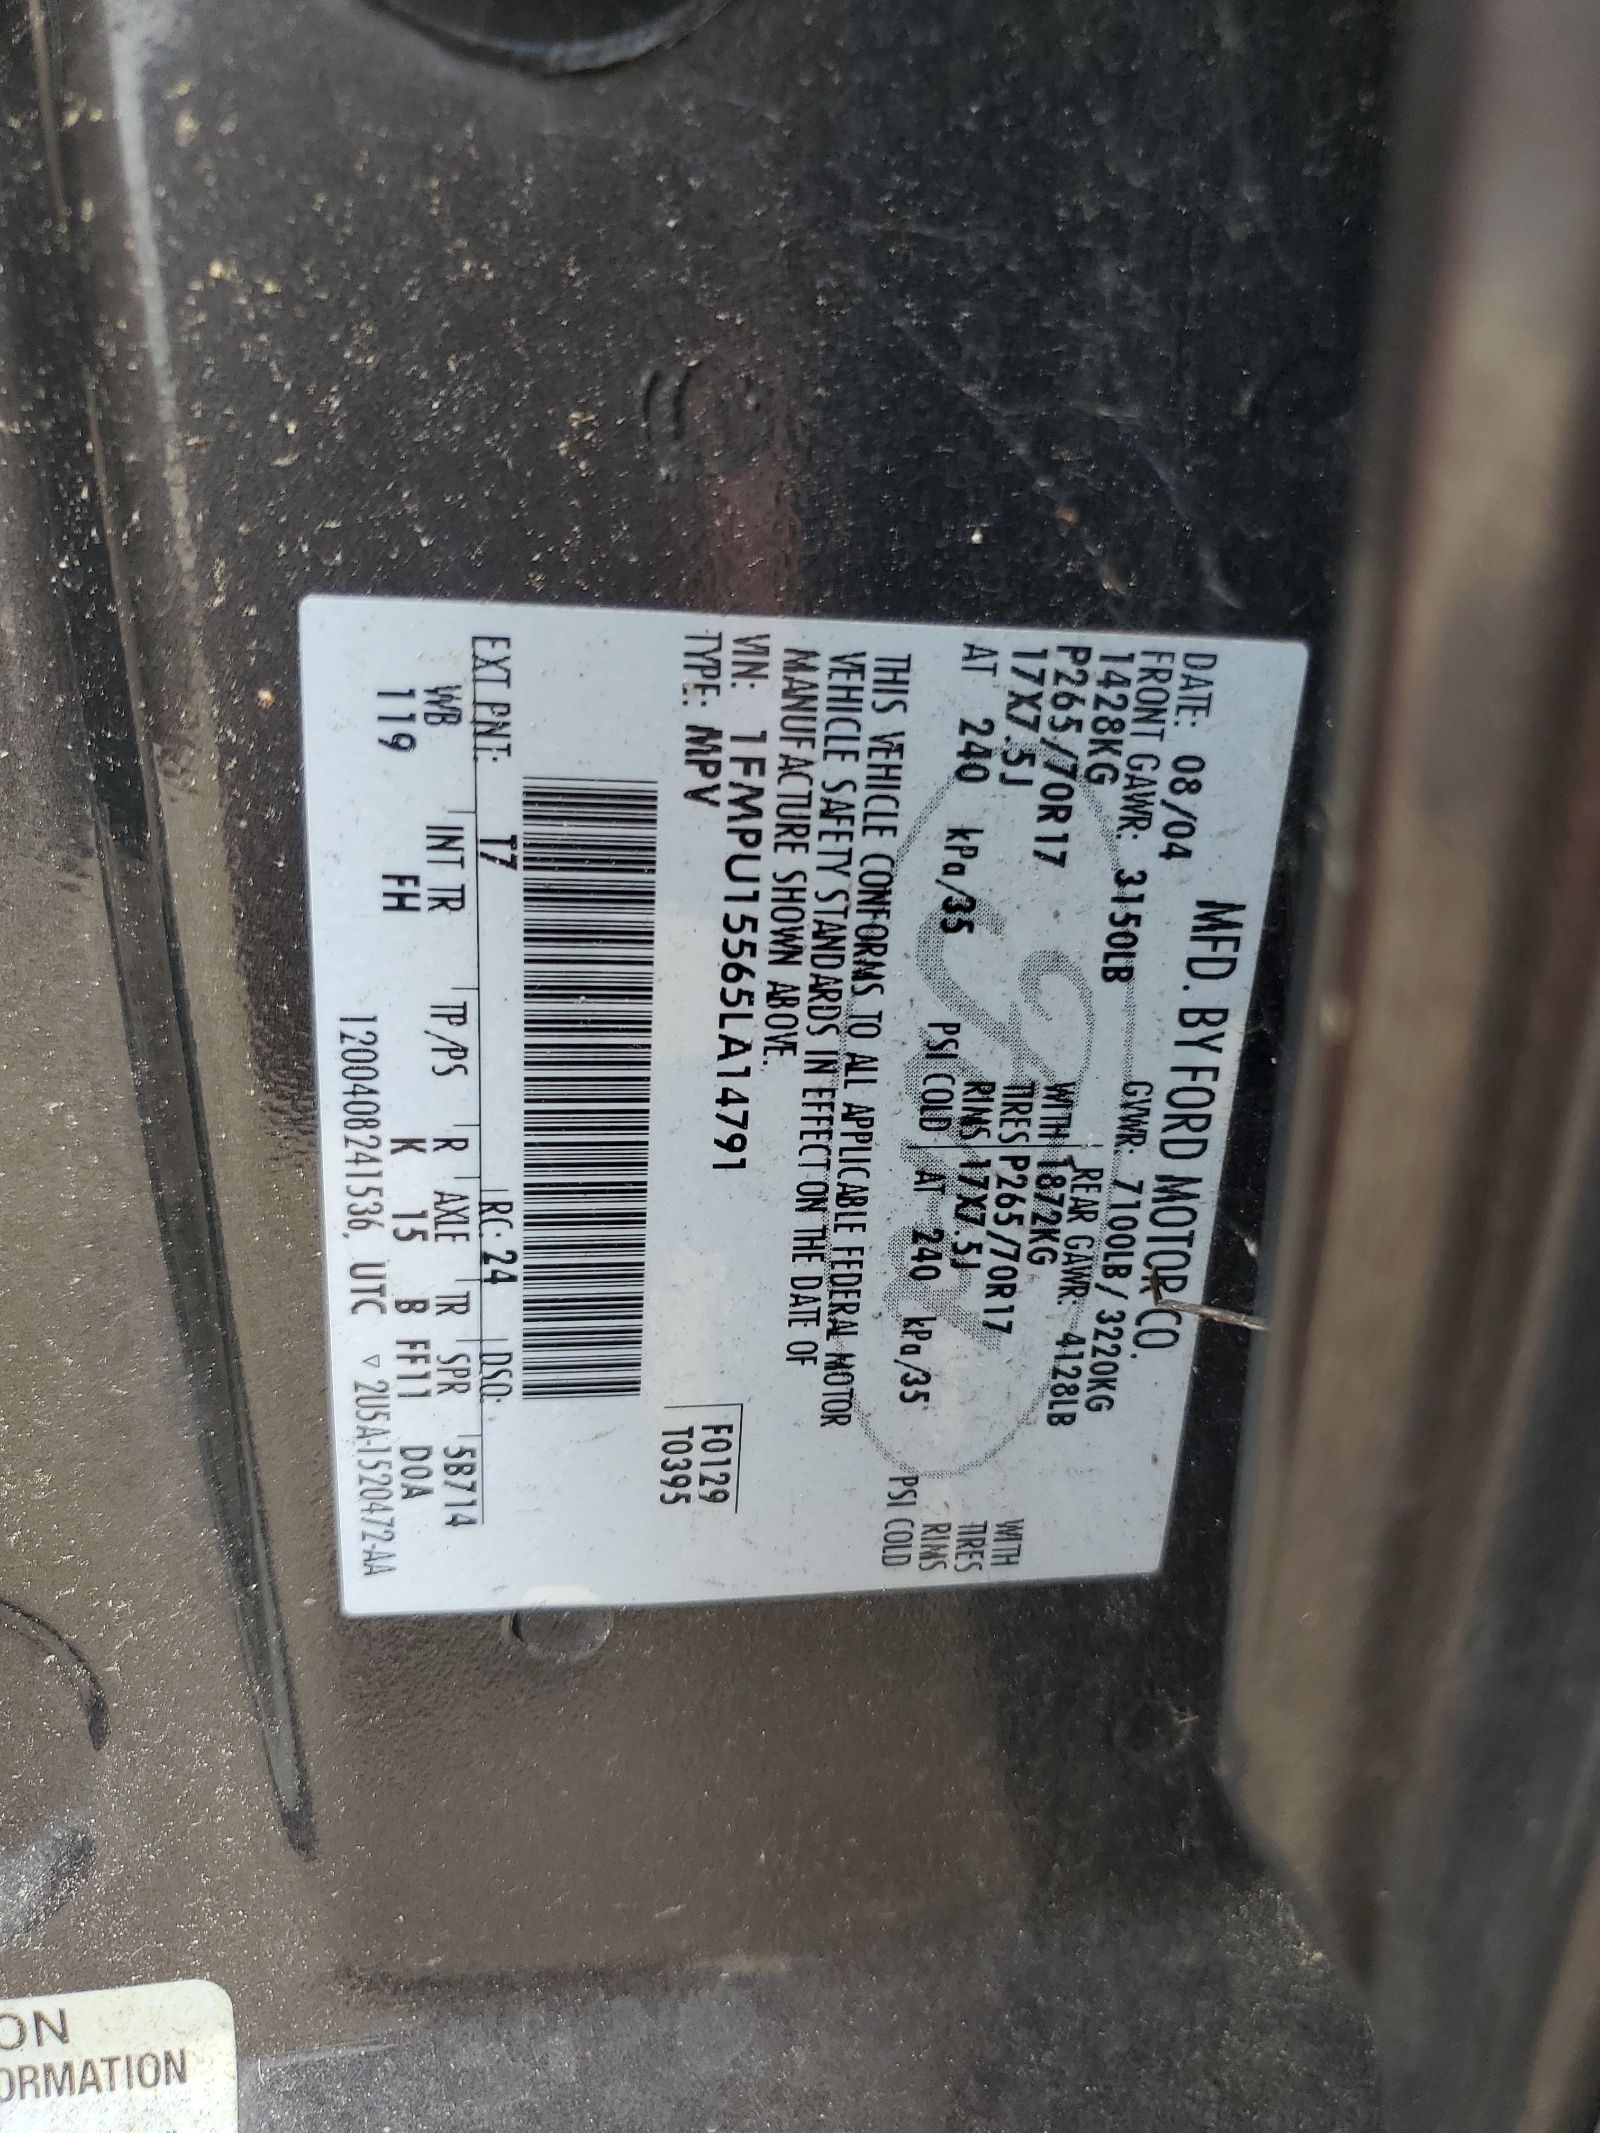 MFD. BY FORD MOTOR CO.
DATE: 08/04 GVWR: 7100LB/ 3220KG
FRONT GAWR: 3150LB REAR GAWR: 4128LB
1428KG WITH 1872KG WITH
P265/70R17 TIRES P265/70R17 TIRES
17X7.5J RIMS 17X7.5J RIMS
AT 240 kPa/35 PSI COLD AT 240 kPa/35 PSI COLD
THIS VEHICLE CONFORMS TO ALL APPLICABLE FEDERAL MOTOR
VEHICLE SAFETY STANDARDS IN EFFECT ON THE DATE OF
MANUFACTURE SHOWN ABOVE.
VIN: 1FMPU15565LA14791 F0129
TYPE: MPV T0395
EXT PNT: T7 RC: 24 DSO:
WB INT TR TP/PS R AXLE TR SPR 5B714
119 FH K 15 B FF11 DOA
1200408241536, UTC ▽ 2U5A-1520472-AA
ON
ORMATION